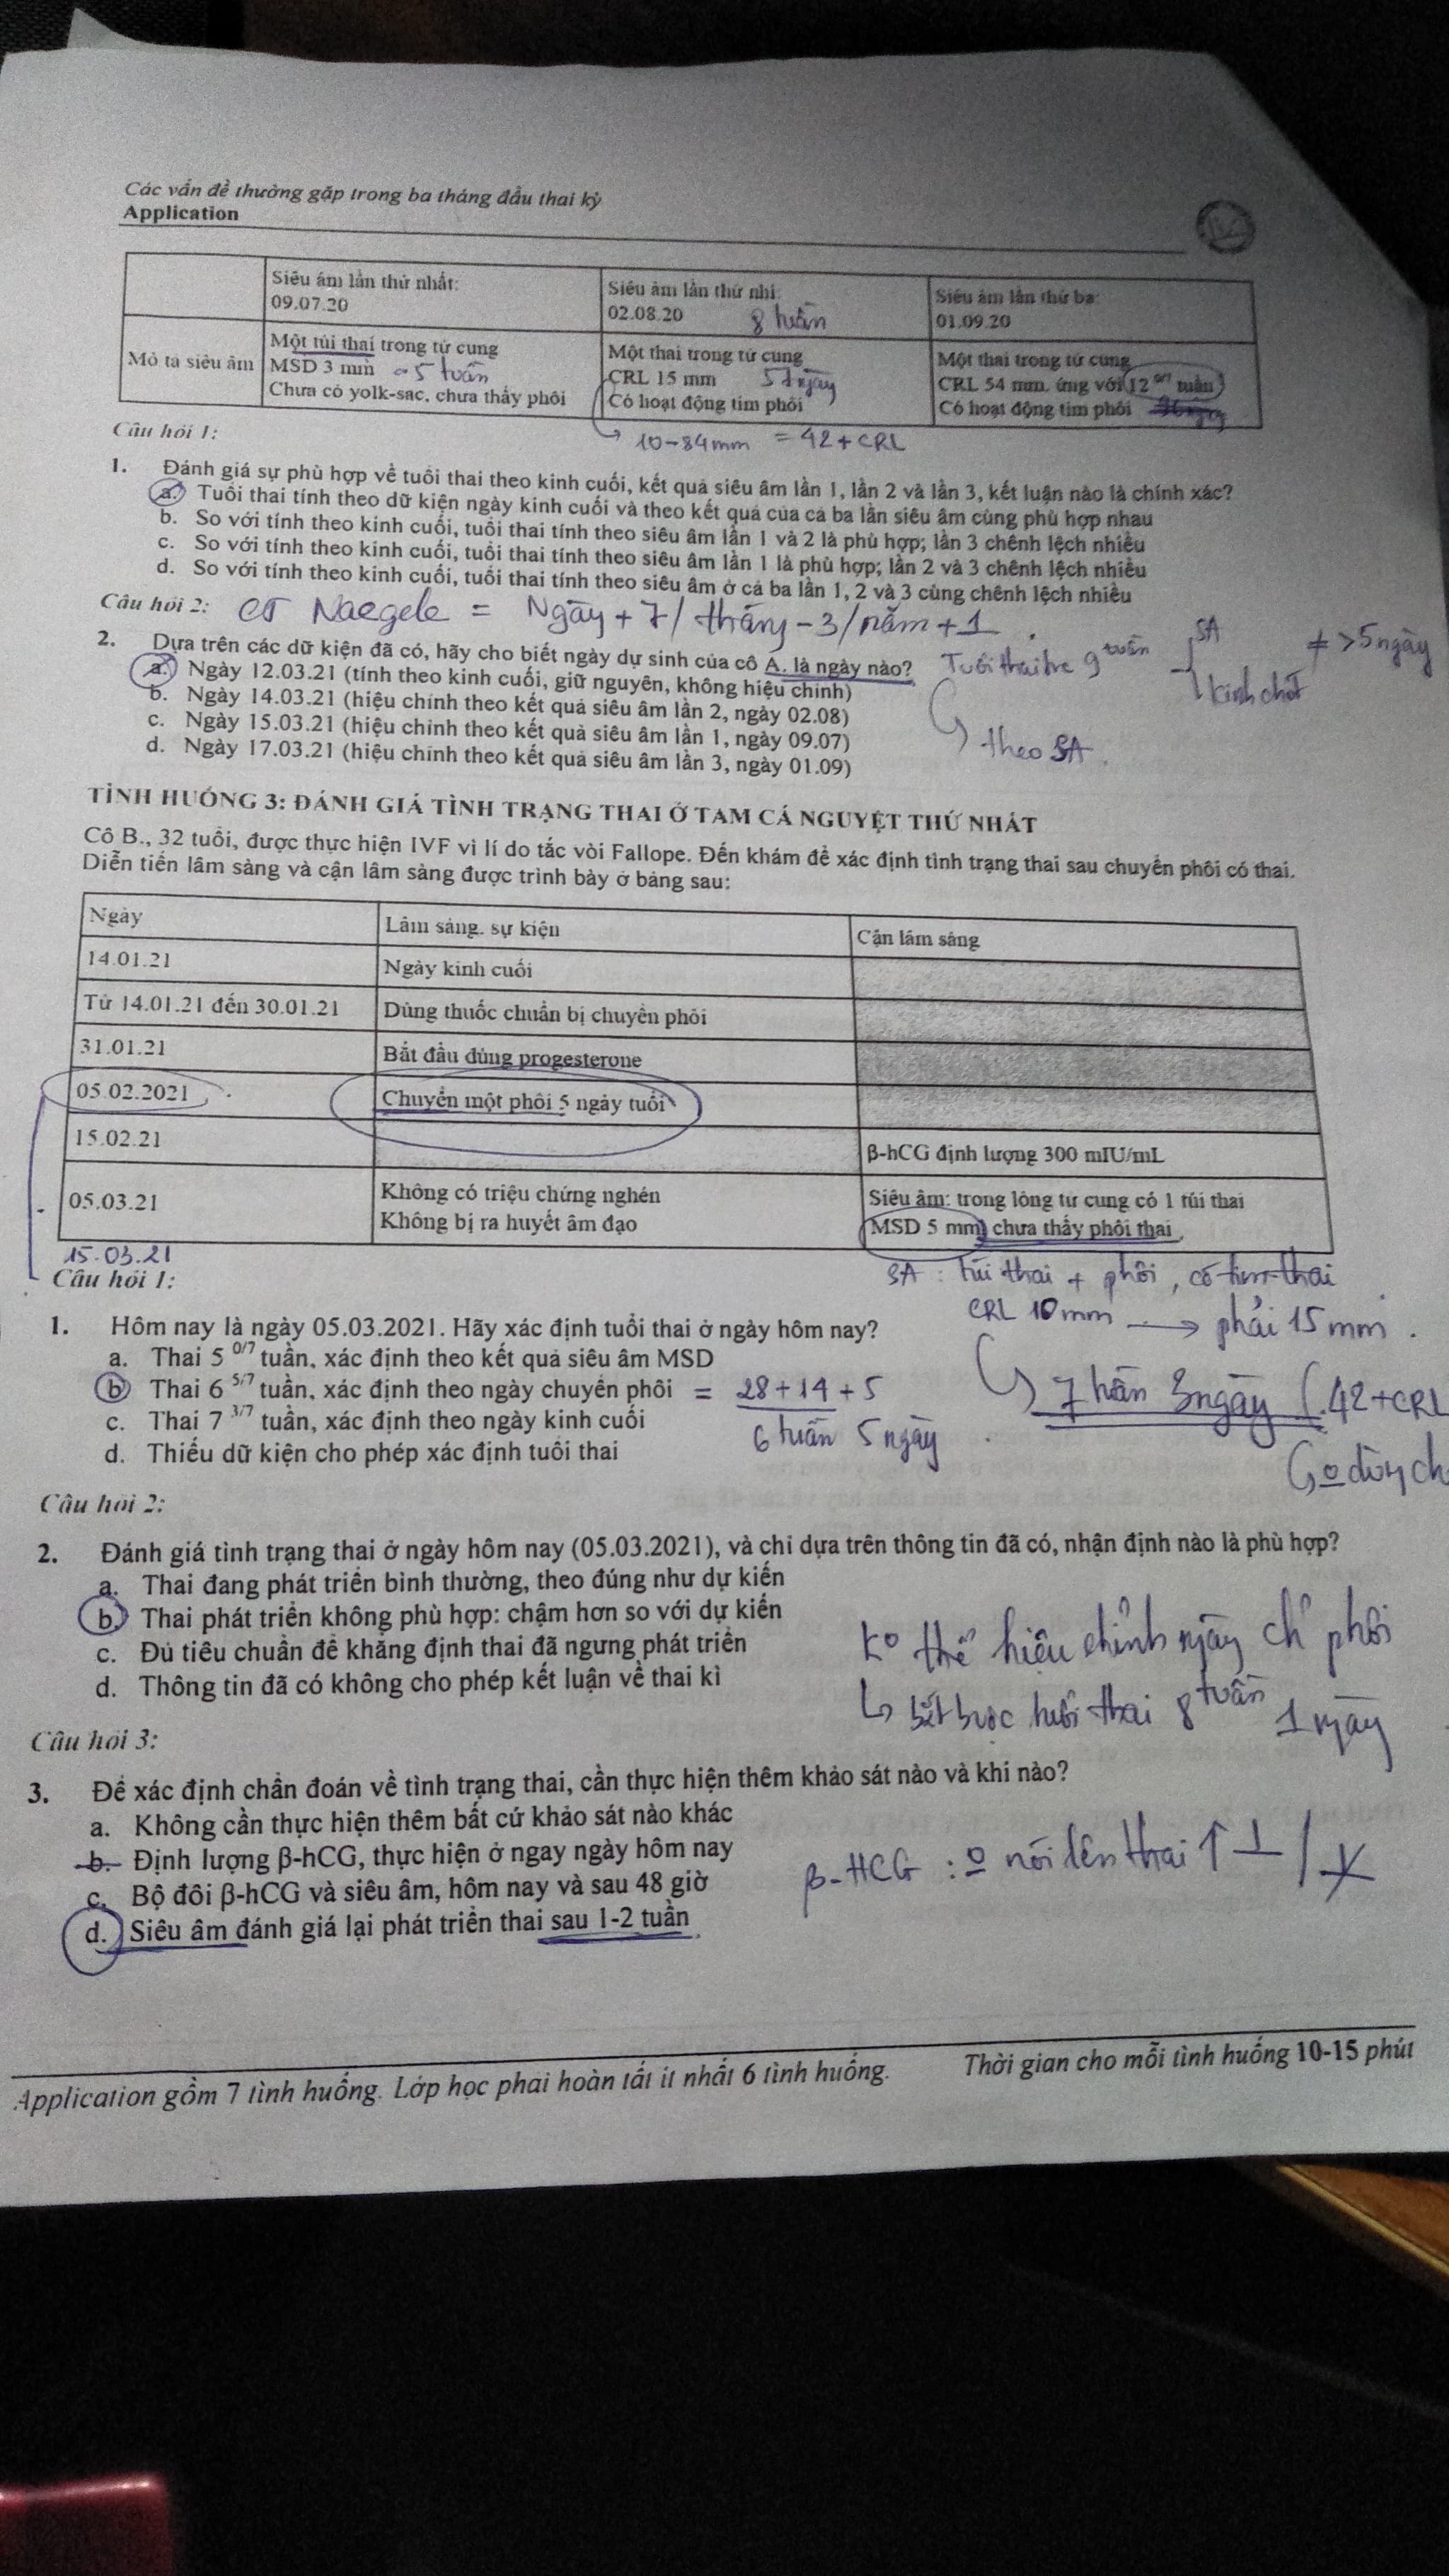 Các vấn đề thường gặp trong ba tháng đầu thai kỳ
Application
Siêu âm lần thứ nhất:
09.07.20
Siêu âm lần thứ nhì:
02.08.20
8 tuần
Siêu âm lần thứ ba:
01.09.20
Mô tả siêu âm
Một túi thai trong tử cung
MSD 3 mm ~ 5 tuần
Chưa có yolk-sac, chưa thấy phôi
Một thai trong tử cung
CRL 15 mm
Có hoạt động tim phôi
Một thai trong tử cung
CRL 54 mm, ứng với 12 0/7 tuần
Có hoạt động tim phôi
→ 10-84mm = 42 + CRL
Câu hỏi 1:
1. Đánh giá sự phù hợp về tuổi thai theo kinh cuối, kết quả siêu âm lần 1, lần 2 và lần 3, kết luận nào là chính xác?
a. Tuổi thai tính theo dữ kiện ngày kinh cuối và theo kết quả của cả ba lần siêu âm cùng phù hợp nhau
b. So với tính theo kinh cuối, tuổi thai tính theo siêu âm lần 1 và 2 là phù hợp; lần 3 chênh lệch nhiều
c. So với tính theo kinh cuối, tuổi thai tính theo siêu âm lần 1 là phù hợp; lần 2 và 3 chênh lệch nhiều
d. So với tính theo kinh cuối, tuổi thai tính theo siêu âm ở cả ba lần 1, 2 và 3 cùng chênh lệch nhiều
Câu hỏi 2:
CT Naegele = Ngày + 7 / tháng - 3 / năm + 1
2. Dựa trên các dữ kiện đã có, hãy cho biết ngày dự sinh của cô A. là ngày nào?
a. Ngày 12.03.21 (tính theo kinh cuối, giữ nguyên, không hiệu chỉnh)
b. Ngày 14.03.21 (hiệu chỉnh theo kết quả siêu âm lần 2, ngày 02.08)
c. Ngày 15.03.21 (hiệu chỉnh theo kết quả siêu âm lần 1, ngày 09.07)
d. Ngày 17.03.21 (hiệu chỉnh theo kết quả siêu âm lần 3, ngày 01.09)
9 tuần
SA
≠ > 5 ngày
theo SA
TÌNH HUỐNG 3: ĐÁNH GIÁ TÌNH TRẠNG THAI Ở TAM CÁ NGUYỆT THỨ NHẤT
Cô B., 32 tuổi, được thực hiện IVF vì lí do tắc vòi Fallope. Đến khám để xác định tình trạng thai sau chuyển phôi có thai.
Diễn tiến lâm sàng và cận lâm sàng được trình bày ở bảng sau:
Ngày
Lâm sàng, sự kiện
Cận lâm sàng
14.01.21
Ngày kinh cuối
Từ 14.01.21 đến 30.01.21
Dùng thuốc chuẩn bị chuyển phôi
31.01.21
Bắt đầu dùng progesterone
05.02.2021
Chuyển một phôi 5 ngày tuổi
15.02.21
β-hCG định lượng 300 mIU/mL
05.03.21
Không có triệu chứng nghén
Không bị ra huyết âm đạo
Siêu âm: trong lòng tử cung có 1 túi thai
MSD 5 mm, chưa thấy phôi thai
15.03.21
SA : túi thai + phôi, có tim thai
CRL 10 mm → phải 15 mm.
Câu hỏi 1:
1. Hôm nay là ngày 05.03.2021. Hãy xác định tuổi thai ở ngày hôm nay?
a. Thai 5 0/7 tuần, xác định theo kết quả siêu âm MSD
b. Thai 6 5/7 tuần, xác định theo ngày chuyển phôi = 28 + 14 + 5
c. Thai 7 3/7 tuần, xác định theo ngày kinh cuối
d. Thiếu dữ kiện cho phép xác định tuổi thai
6 tuần 5 ngày
7 tuần 3 ngày (42 + CRL
Câu hỏi 2:
2. Đánh giá tình trạng thai ở ngày hôm nay (05.03.2021), và chỉ dựa trên thông tin đã có, nhận định nào là phù hợp?
a. Thai đang phát triển bình thường, theo đúng như dự kiến
b. Thai phát triển không phù hợp: chậm hơn so với dự kiến
c. Đủ tiêu chuẩn để khẳng định thai đã ngưng phát triển
d. Thông tin đã có không cho phép kết luận về thai kì
Ko thể hiệu chỉnh ngày ch phôi
↳ bắt buộc tuổi thai 8 tuần 1 ngày
Câu hỏi 3:
3. Để xác định chẩn đoán về tình trạng thai, cần thực hiện thêm khảo sát nào và khi nào?
a. Không cần thực hiện thêm bất cứ khảo sát nào khác
b. Định lượng β-hCG, thực hiện ở ngay ngày hôm nay
c. Bộ đôi β-hCG và siêu âm, hôm nay và sau 48 giờ
d. Siêu âm đánh giá lại phát triển thai sau 1-2 tuần
β-HCG : nói lên thai
Application gồm 7 tình huống. Lớp học phải hoàn tất ít nhất 6 tình huống.
Thời gian cho mỗi tình huống 10-15 phút